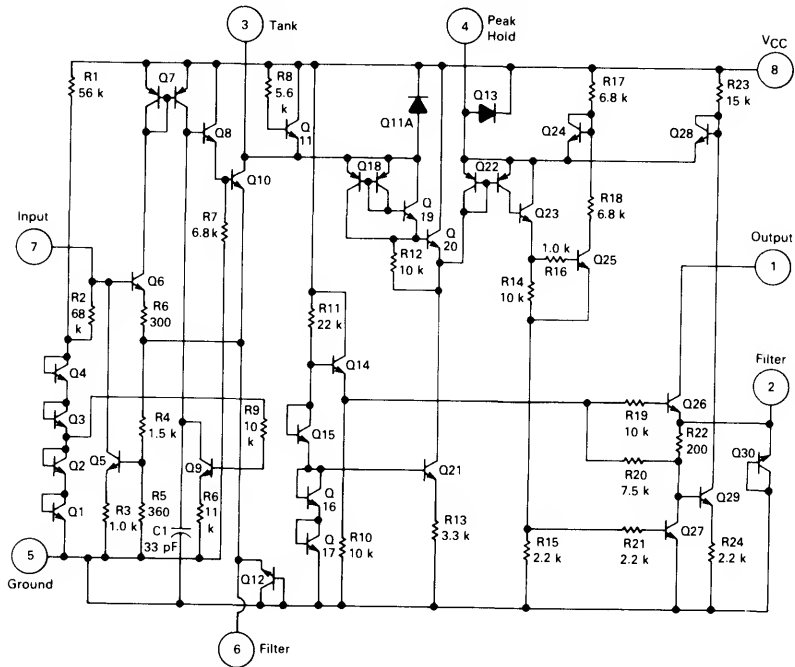 3 Tank
4 Peak
Hold
VCC
8
R1
56 k
Q7
R8
5.6
k
Q
11
Q11A
Q13
R17
6.8 k
R23
15 k
Q8
Q24
Q28
Q10
Q18
Q22
Q
19
Q23
R18
6.8 k
Input
7
R7
6.8k
Q
20
R12
10 k
1.0 k
R16
Q25
Output
1
Q6
R2
68
k
R6
300
R14
10 k
R11
22 k
Q4
Q14
Filter
2
Q3
R4
1.5 k
R9
10
k
Q26
R19
10 k
R22
200
Q15
Q5
Q2
Q9
Q21
R20
7.5 k
Q30
Q1
R3
1.0 k
R5
360
R6
11
k
Q
16
Q29
C1
33 pF
Q
17
R10
10 k
R13
3.3 k
R15
2.2 k
R21
2.2 k
Q27
R24
2.2 k
5
Ground
Q12
6 Filter